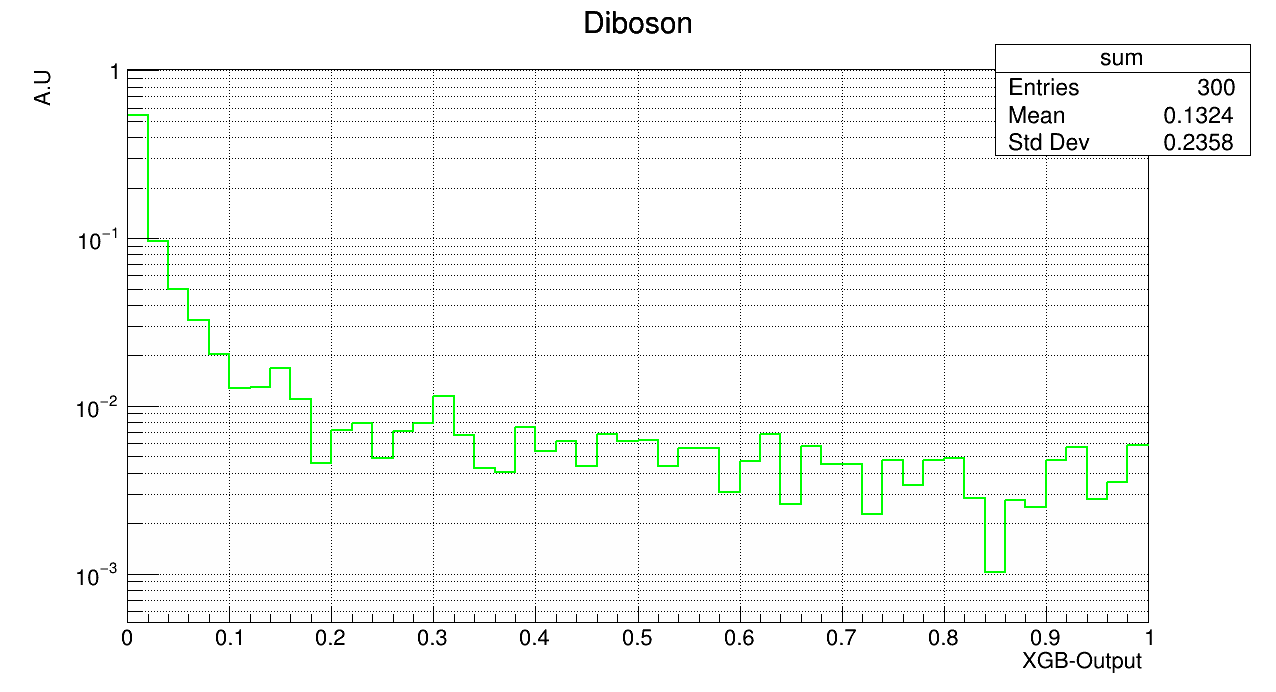 Diboson
A.U
sum
Entries 300
Mean 0.1324
Std Dev 0.2358
1
10⁻¹
10⁻²
10⁻³
0 0.1 0.2 0.3 0.4 0.5 0.6 0.7 0.8 0.9 1
XGB-Output